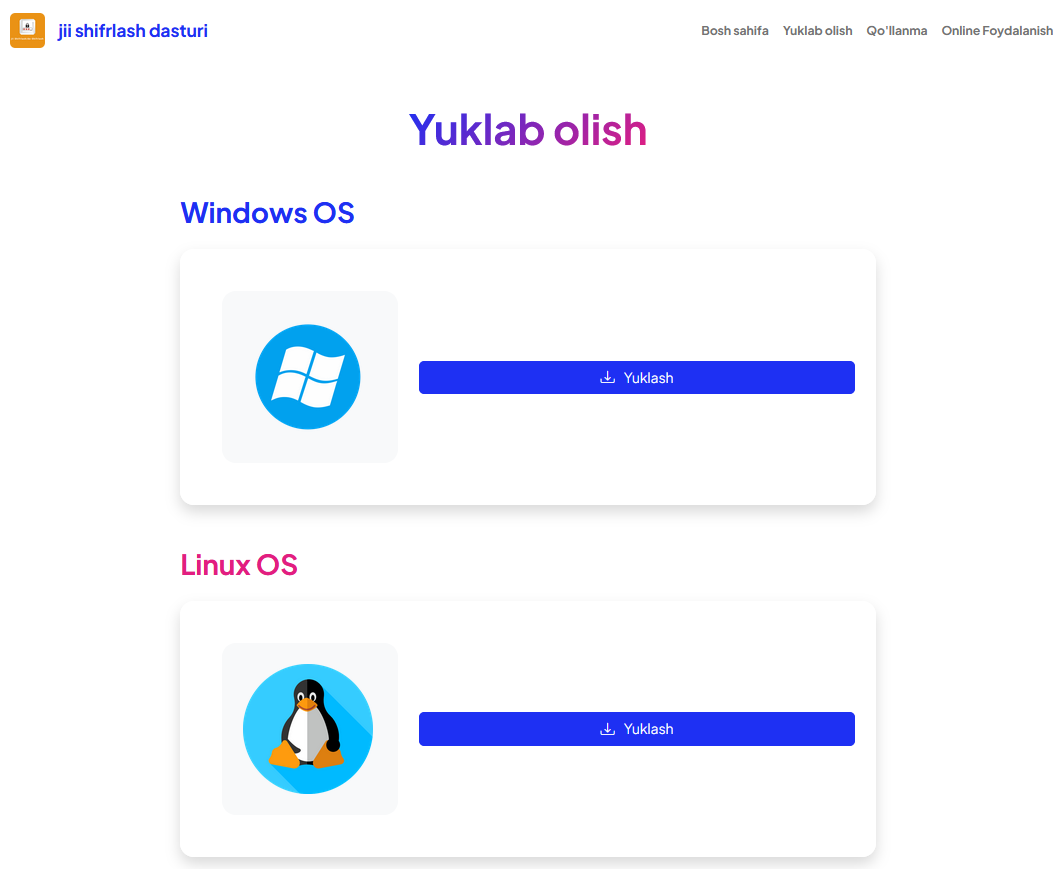 jii shifrlash dasturi
Bosh sahifa Yuklab olish Qo'llanma Online Foydalanish
Yuklab olish
Windows OS
Yuklash
Linux OS
Yuklash